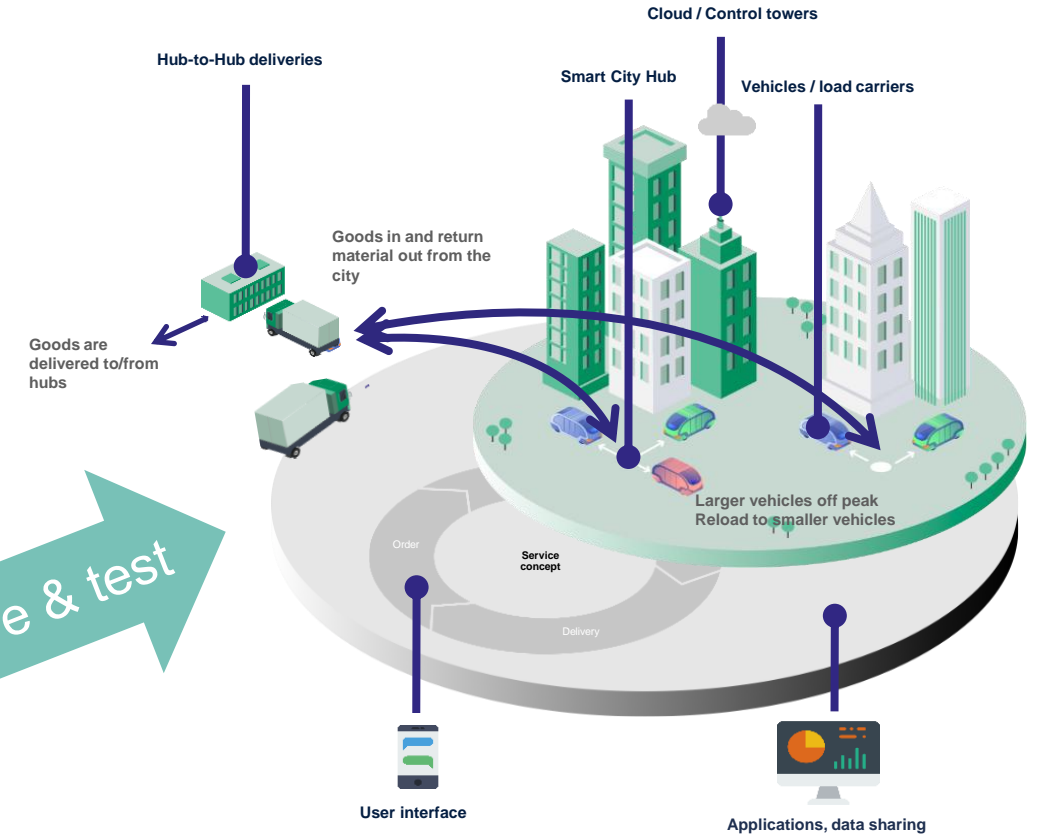 Cloud / Control towers
Hub-to-Hub deliveries
Smart City Hub
Vehicles / load carriers
Goods in and return
material out from the
city
Goods are
delivered to/from
hubs
Larger vehicles off peak
Reload to smaller vehicles
e & test
Order
Service
concept
Delivery
User interface
Applications, data sharing